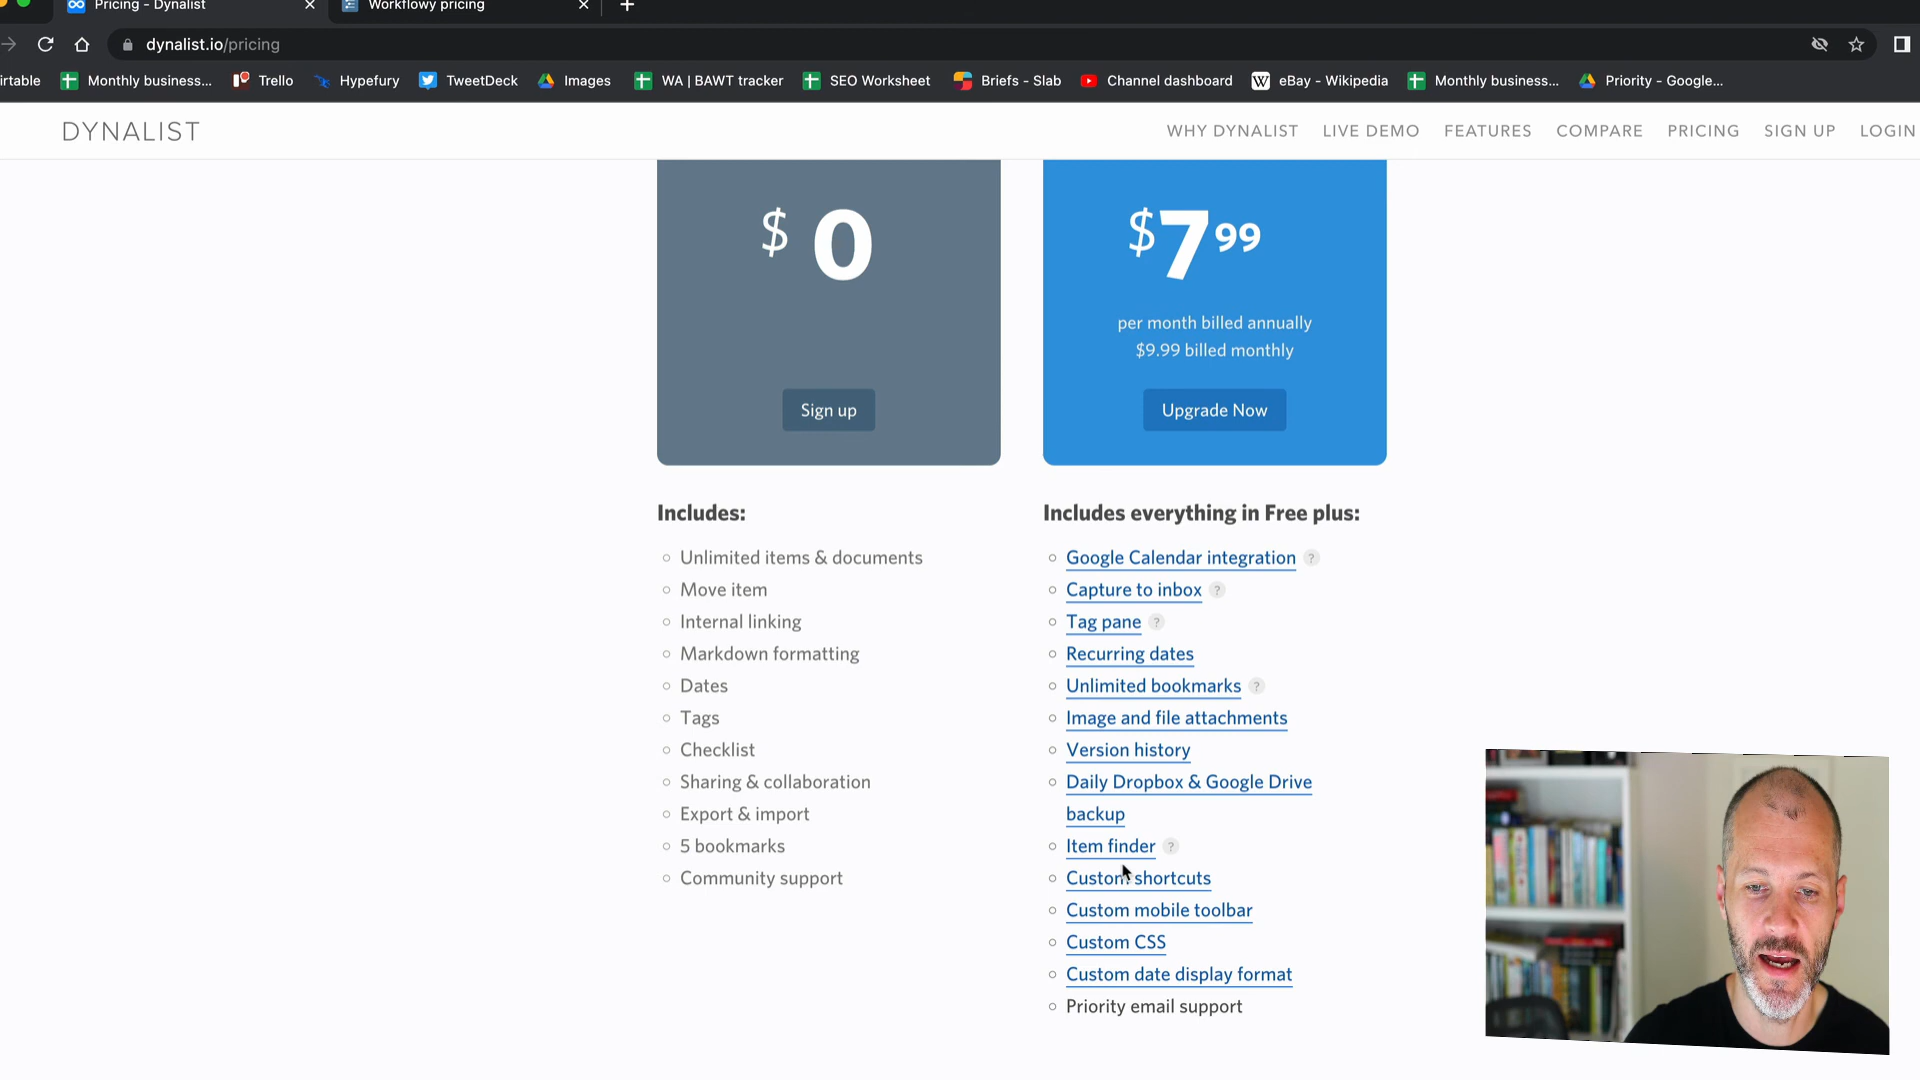 Pricing - Dynalist
Workflowy pricing
dynalist.io/pricing
irtable
Monthly business...
Trello
Hypefury
TweetDeck
Images
WA | BAWT tracker
SEO Worksheet
Briefs - Slab
Channel dashboard
eBay - Wikipedia
Monthly business...
Priority - Google...
DYNALIST
WHY DYNALIST
LIVE DEMO
FEATURES
COMPARE
PRICING
SIGN UP
LOGIN
$ 0
Sign up
$7 99
per month billed annually
$9.99 billed monthly
Upgrade Now
Includes:
Unlimited items & documents
Move item
Internal linking
Markdown formatting
Dates
Tags
Checklist
Sharing & collaboration
Export & import
5 bookmarks
Community support
Includes everything in Free plus:
Google Calendar integration ?
Capture to inbox ?
Tag pane ?
Recurring dates
Unlimited bookmarks ?
Image and file attachments
Version history
Daily Dropbox & Google Drive
backup
Item finder ?
Custom shortcuts
Custom mobile toolbar
Custom CSS
Custom date display format
Priority email support